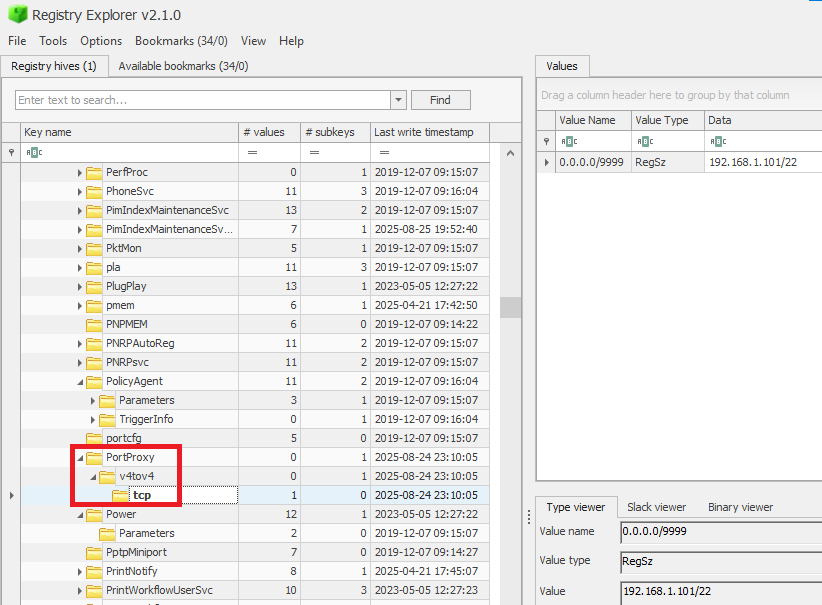 Registry Explorer v2.1.0
File Tools Options Bookmarks (34/0) View Help
Registry hives (1) Available bookmarks (34/0)
Enter text to search... Find
Key name # values # subkeys Last write timestamp
PerfProc 0 1 2019-12-07 09:15:07
PhoneSvc 11 3 2019-12-07 09:16:04
PimIndexMaintenanceSvc 13 2 2019-12-07 09:15:07
PimIndexMaintenanceSv... 7 1 2025-08-25 19:52:40
PktMon 5 1 2019-12-07 09:15:07
pla 11 3 2019-12-07 09:15:07
PlugPlay 13 1 2023-05-05 12:27:22
pmem 6 1 2025-04-21 17:42:50
PNPMEM 6 0 2019-12-07 09:14:22
PNRPAutoReg 11 2 2019-12-07 09:15:07
PNRPsvc 11 2 2019-12-07 09:15:07
PolicyAgent 11 2 2019-12-07 09:16:04
Parameters 3 1 2019-12-07 09:15:07
TriggerInfo 0 1 2019-12-07 09:16:04
portcfg 5 0 2019-12-07 09:15:07
PortProxy 0 1 2025-08-24 23:10:05
v4tov4 0 1 2025-08-24 23:10:05
tcp 1 0 2025-08-24 23:10:05
Power 12 1 2023-05-05 12:27:22
Parameters 2 0 2019-12-07 09:15:07
PptpMiniport 7 0 2019-12-07 09:14:27
PrintNotify 8 1 2025-04-21 17:45:07
PrintWorkflowUserSvc 10 3 2023-05-05 12:27:23
Values
Drag a column header here to group by that column
Value Name Value Type Data
0.0.0.0/9999 RegSz 192.168.1.101/22
Type viewer Slack viewer Binary viewer
Value name 0.0.0.0/9999
Value type RegSz
Value 192.168.1.101/22